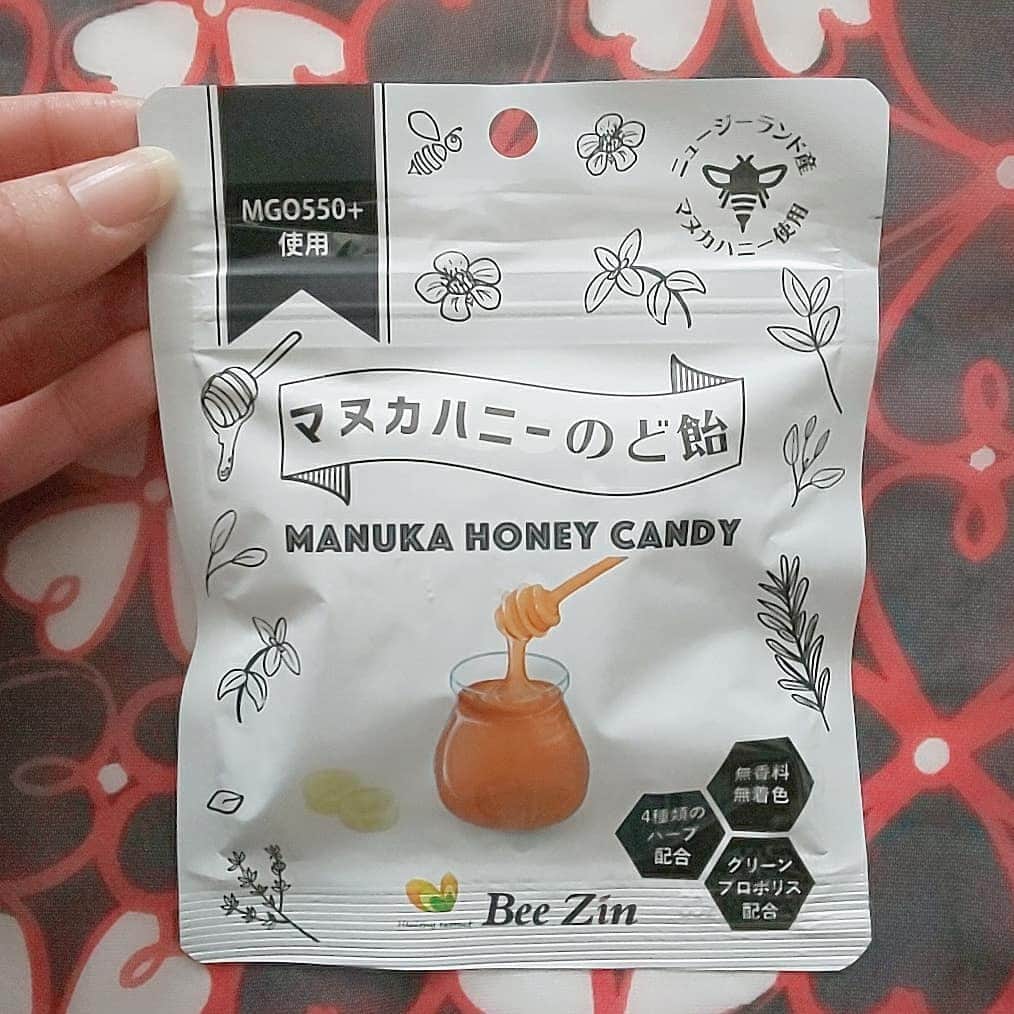 MGO550+
使用
ニュージーランド産
マヌカハニー使用
マヌカハニーのど飴
MANUKA HONEY CANDY
無香料
無着色
4種類の
ハーブ
配合
グリーン
プロポリス
配合
Bee Zin